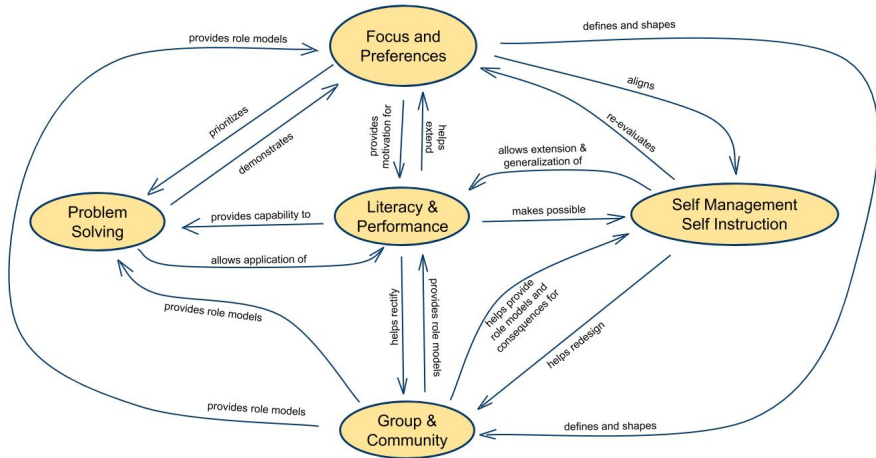 defines and shapes
provides role models
Focus and
Preferences
aligns
prioritizes
demonstrates
provides
motivation for
helps
extend
re-evaluates
allows extension &
generalization of
Problem
Solving
provides capability to
Literacy &
Performance
makes possible
Self Management
Self Instruction
allows application of
provides role models
helps rectify
provides role models
helps provide
role models and
consequences for
helps redesign
provides role models
Group &
Community
defines and shapes